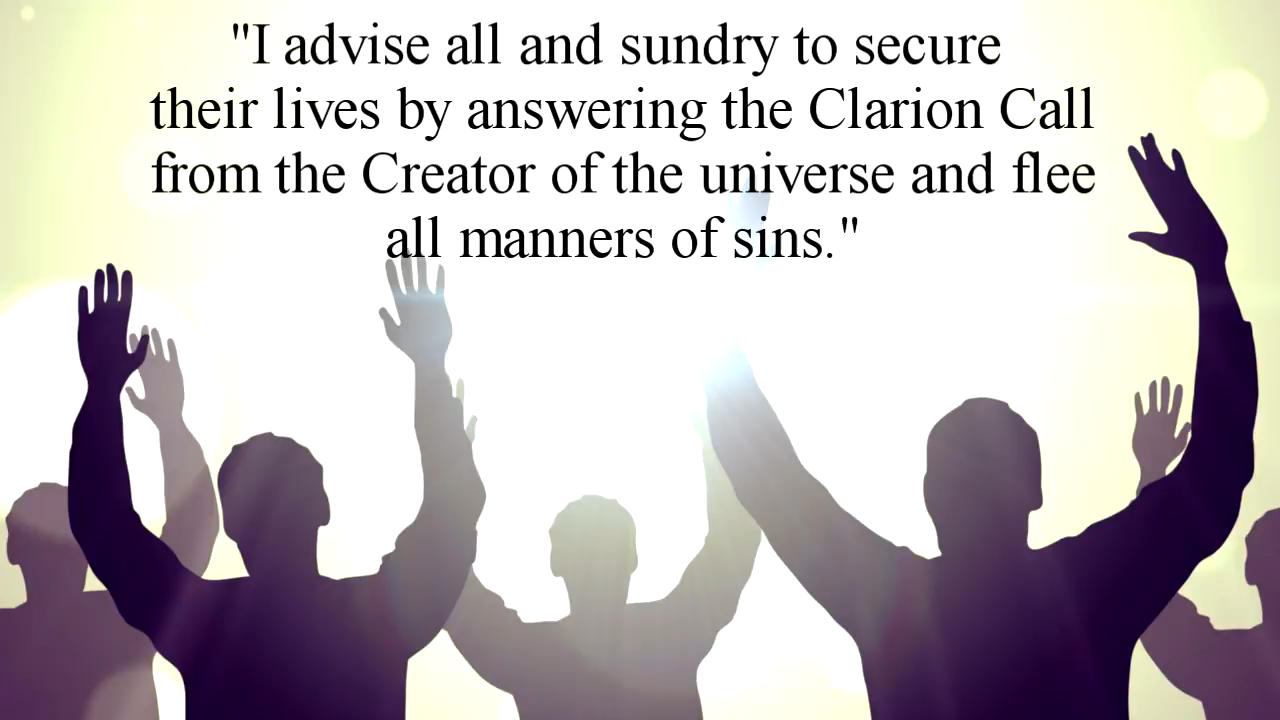 "I advise all and sundry to secure
their lives by answering the Clarion Call
from the Creator of the universe and flee
all manners of sins."